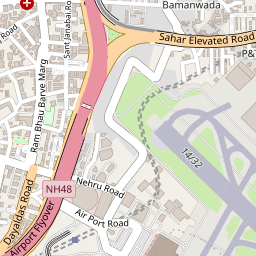 Bamanwada
Sahar Elevated Road
P&
Sant Janabai Road
Road
Ram Bhau Barve Marg
14/32
NH48
Nehru Road
Air Port Road
Dayaldas Road
Airport Flyover